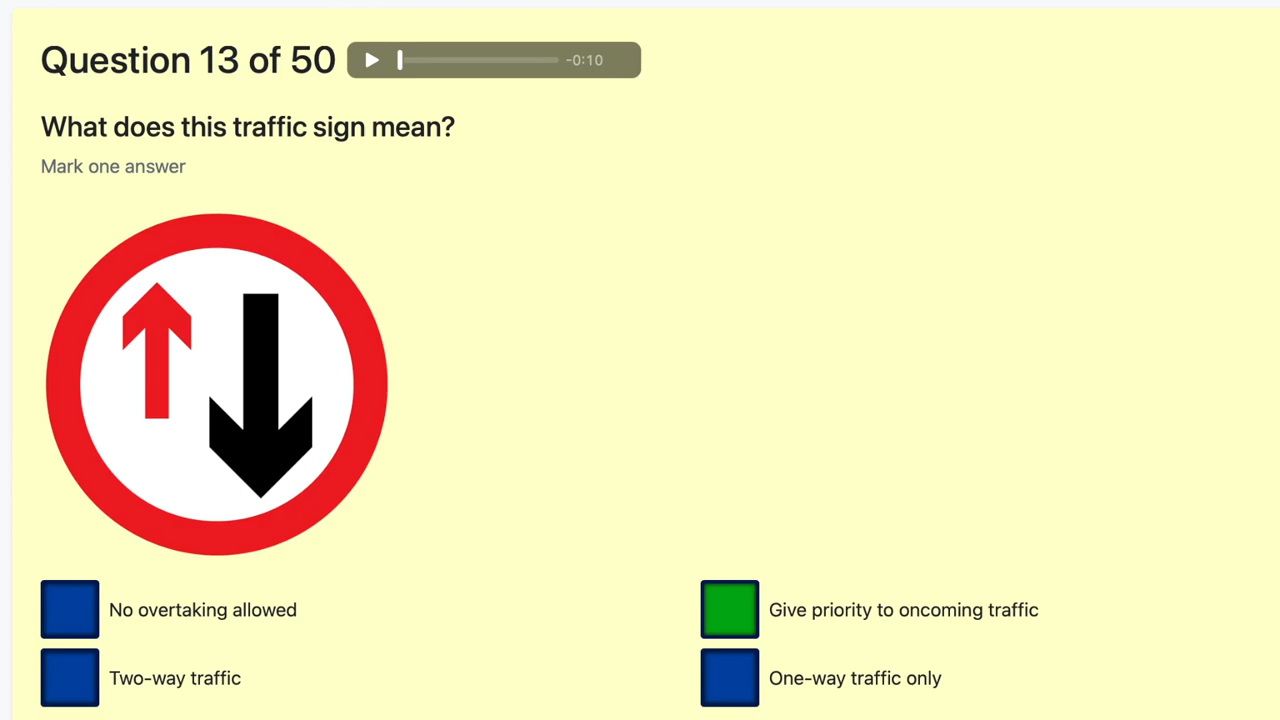 Question 13 of 50
-0:10
What does this traffic sign mean?
Mark one answer
No overtaking allowed
Give priority to oncoming traffic
Two-way traffic
One-way traffic only